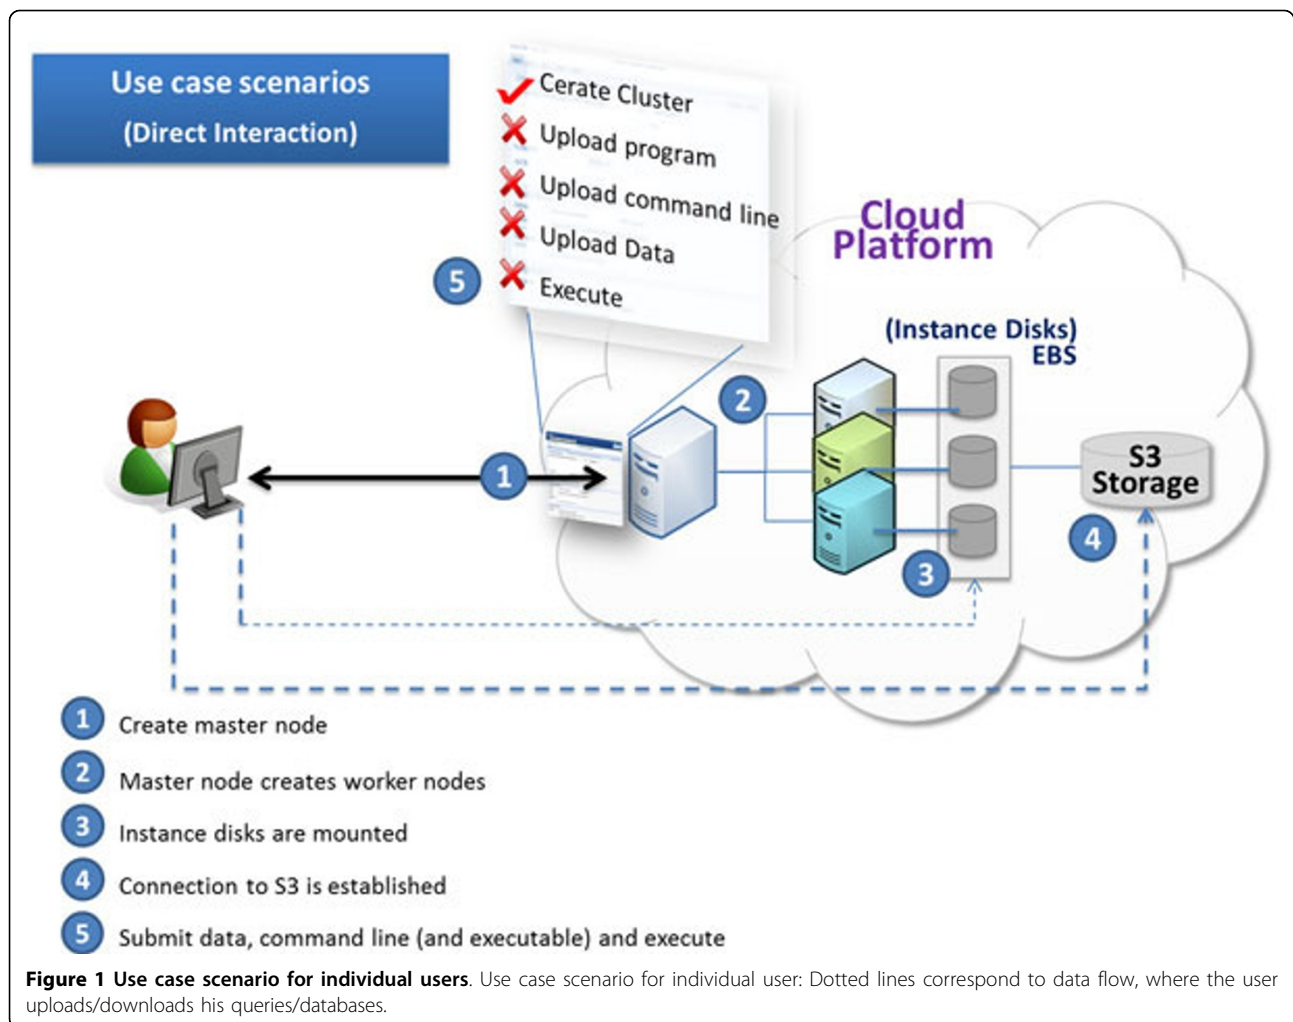 Use case scenarios
(Direct Interaction)
Cerate Cluster
Upload program
Upload command line
Upload Data
Execute
5
Cloud
Platform
(Instance Disks)
EBS
2
1
S3
Storage
4
3
1 Create master node
2 Master node creates worker nodes
3 Instance disks are mounted
4 Connection to S3 is established
5 Submit data, command line (and executable) and execute
Figure 1 Use case scenario for individual users. Use case scenario for individual user: Dotted lines correspond to data flow, where the user
uploads/downloads his queries/databases.